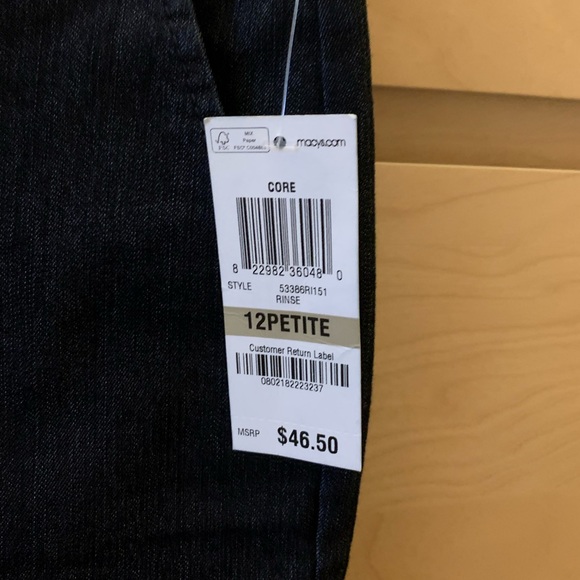 FSC
MIX
Paper
macys.com
CORE
8 22982 36048 0
STYLE 53386RI151
RINSE
12PETITE
Customer Return Label
0802182223237
MSRP $46.50